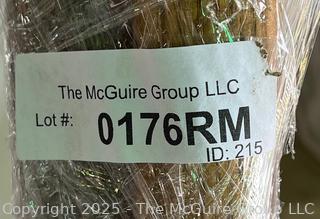 The McGuire Group LLC
Lot #: 0176RM
ID: 215
Copyright 2025 - The McGuire Group LLC